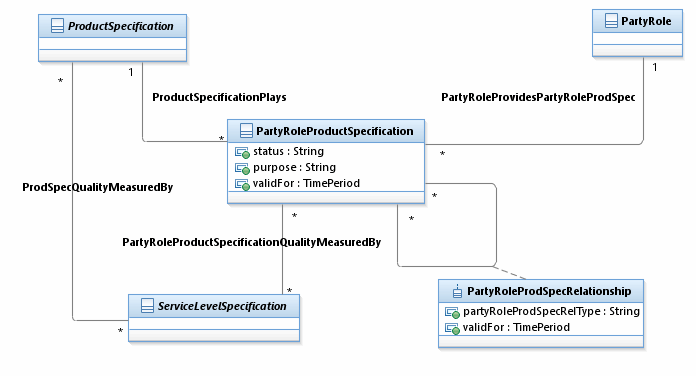 ProductSpecification
PartyRole
*
1
1
ProductSpecificationPlays
PartyRoleProvidesPartyRoleProdSpec
PartyRoleProductSpecification
*
*
status : String
purpose : String
validFor : TimePeriod
ProdSpecQualityMeasuredBy
*
*
*
PartyRoleProductSpecificationQualityMeasuredBy
*
PartyRoleProdSpecRelationship
ServiceLevelSpecification
partyRoleProdSpecRelType : String
*
validFor : TimePeriod